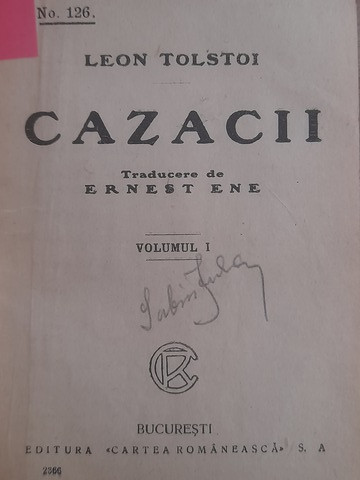 No. 126.
LEON TOLSTOI
CAZACII
Traducere de
ERNEST ENE
VOLUMUL I
BUCUREȘTI
EDITURA «CARTEA ROMÂNEASCĂ» S. A